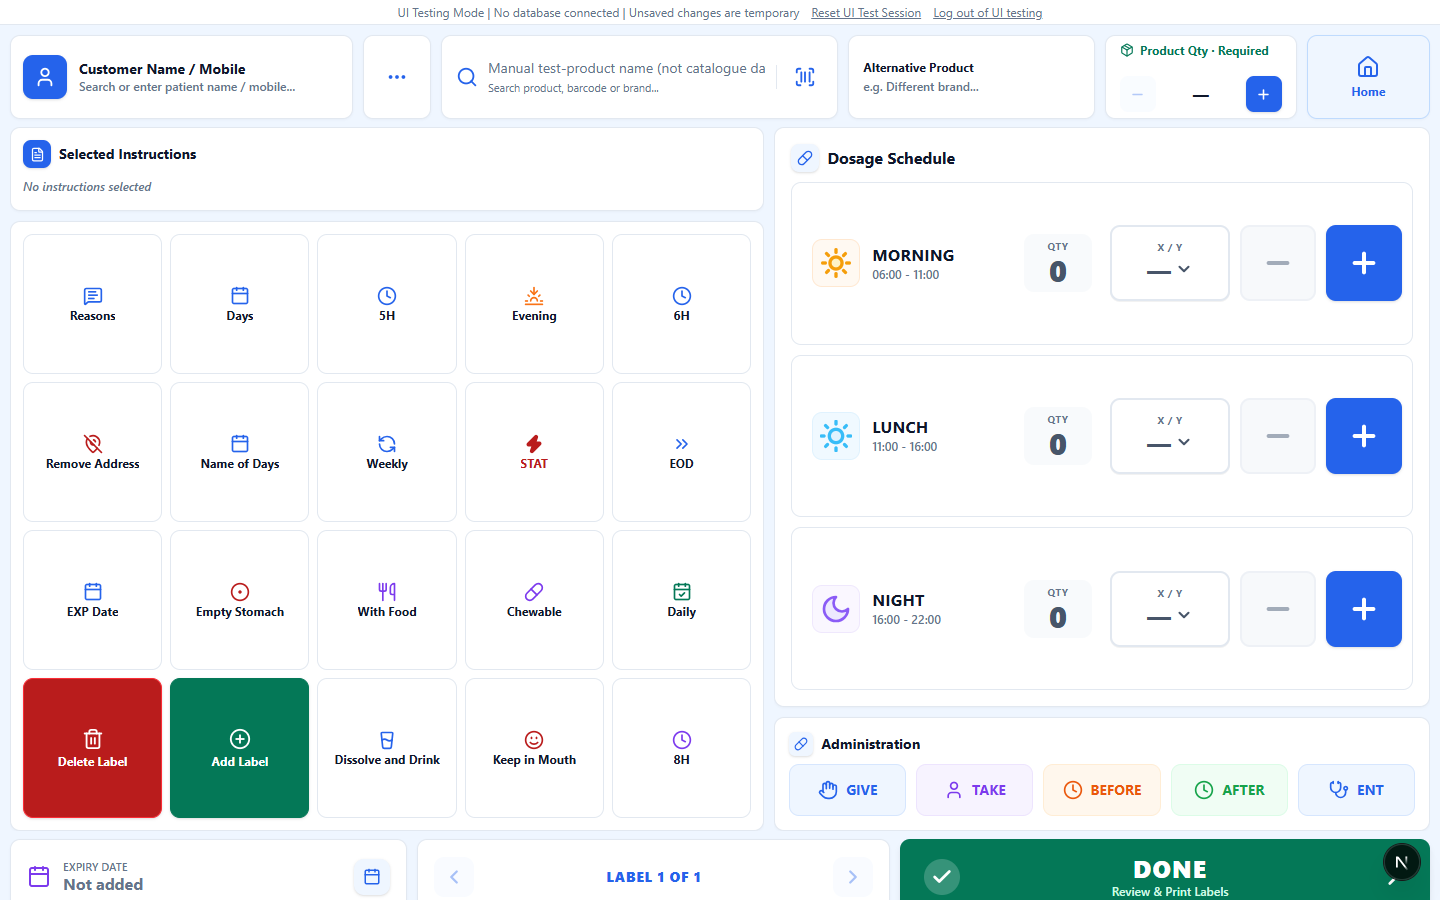 UI Testing Mode | No database connected | Unsaved changes are temporary Reset UI Test Session Log out of UI testing
Customer Name / Mobile
Search or enter patient name / mobile...
Manual test-product name (not catalogue da
Search product, barcode or brand...
Alternative Product
e.g. Different brand...
Product Qty · Required
—
Home
Selected Instructions
No instructions selected
Reasons
Days
5H
Evening
6H
Remove Address
Name of Days
Weekly
STAT
EOD
EXP Date
Empty Stomach
With Food
Chewable
Daily
Delete Label
Add Label
Dissolve and Drink
Keep in Mouth
8H
Dosage Schedule
MORNING
06:00 - 11:00
QTY
0
X / Y
—
LUNCH
11:00 - 16:00
QTY
0
X / Y
—
NIGHT
16:00 - 22:00
QTY
0
X / Y
—
Administration
GIVE
TAKE
BEFORE
AFTER
ENT
EXPIRY DATE
Not added
LABEL 1 OF 1
DONE
Review & Print Labels
N